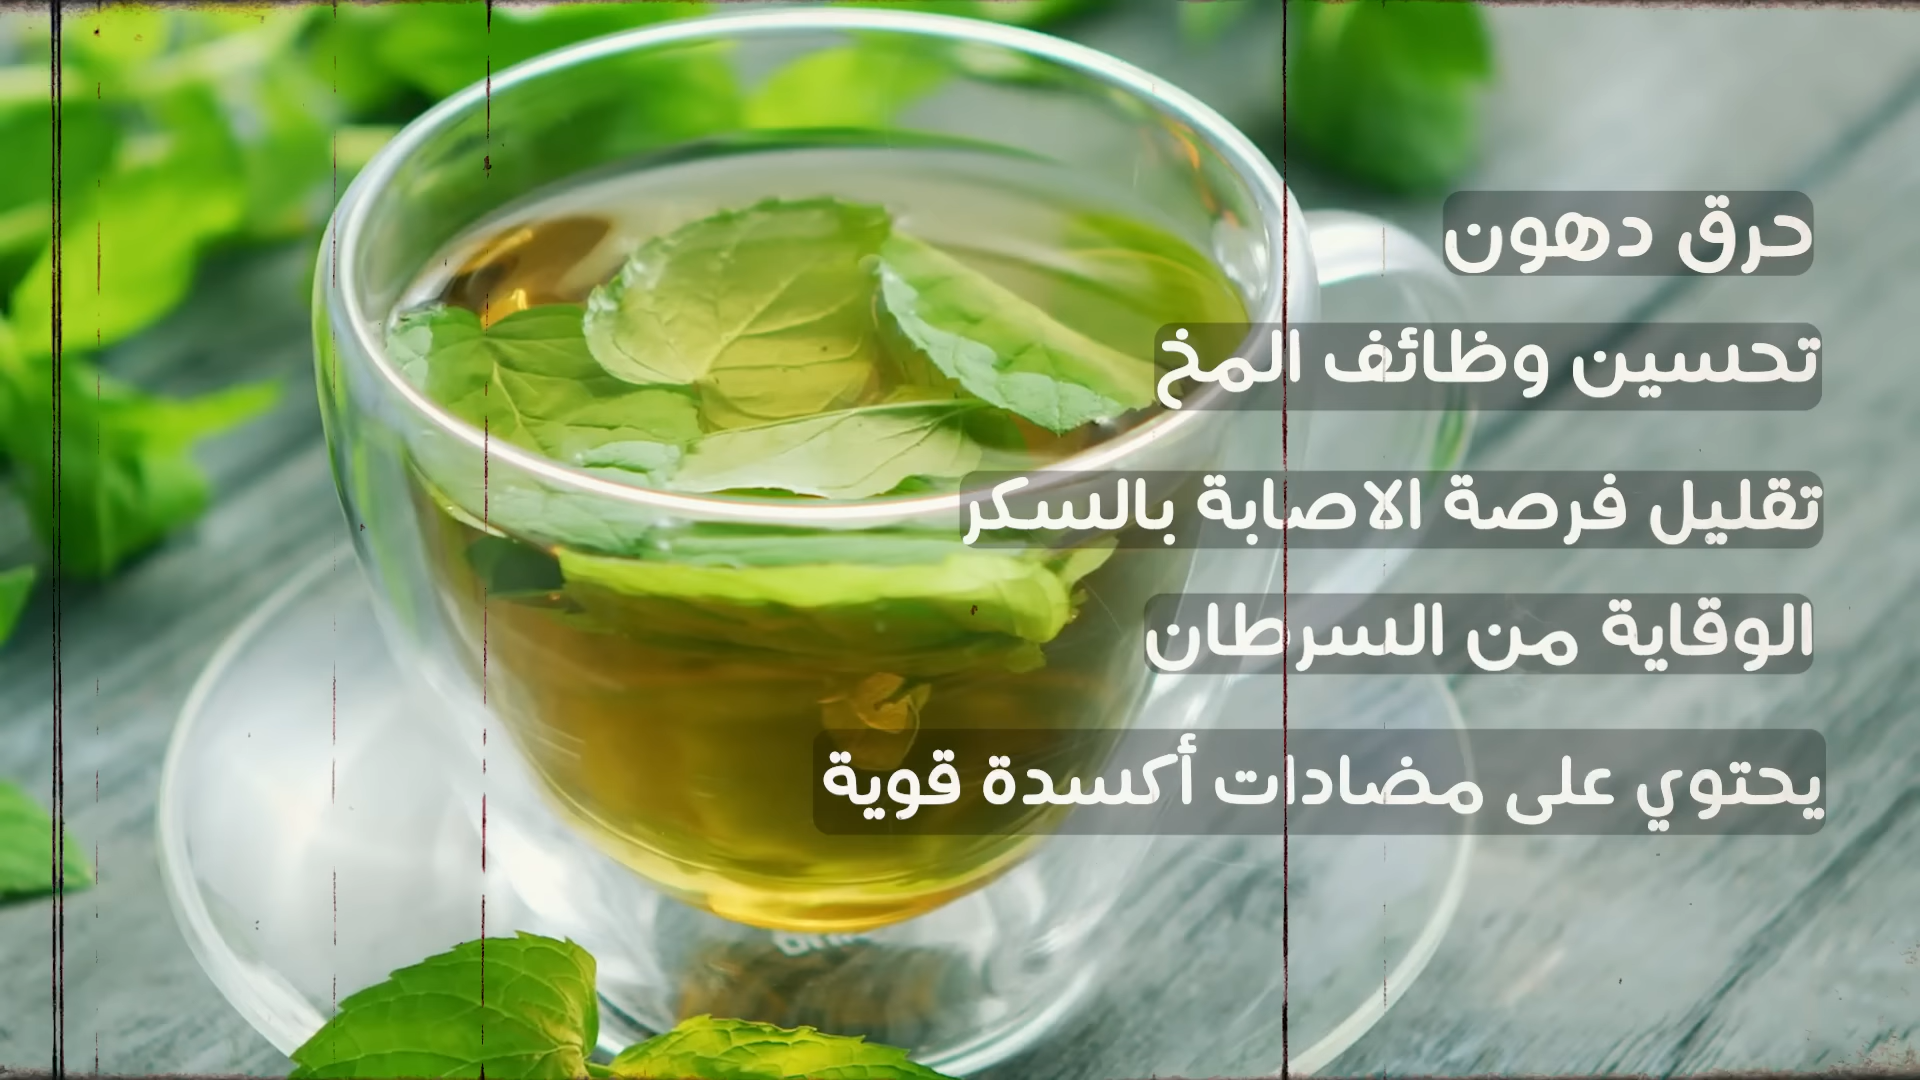 حرق دهون
تحسين وظائف المخ
تقليل فرصة الاصابة بالسكر
الوقاية من السرطان
يحتوي على مضادات أكسدة قوية